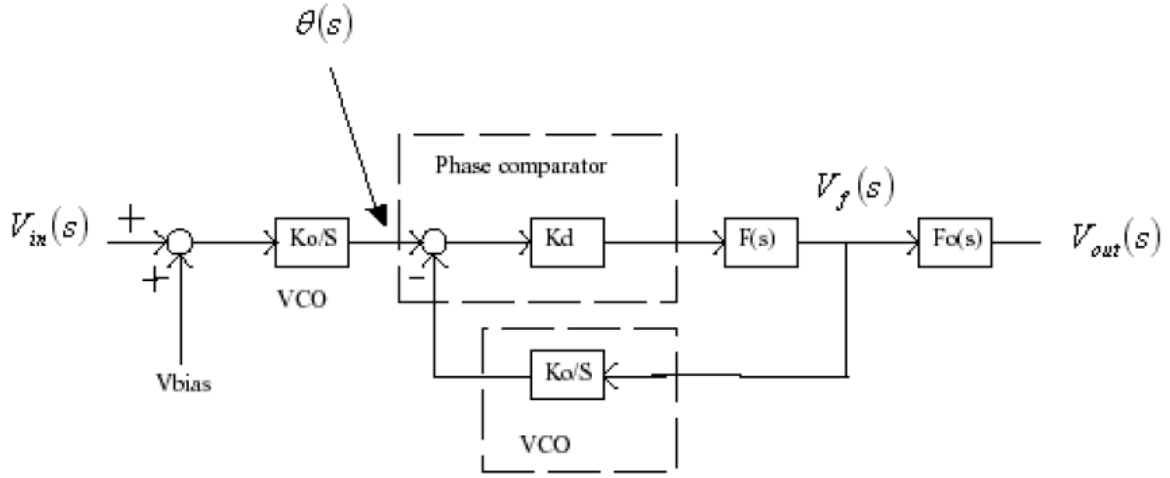 θ(s)
Phase comparator
V_f(s)
V_in(s)
+
Ko/S
Kd
F(s)
Fo(s)
V_out(s)
+
-
VCO
Ko/S
Vbias
VCO